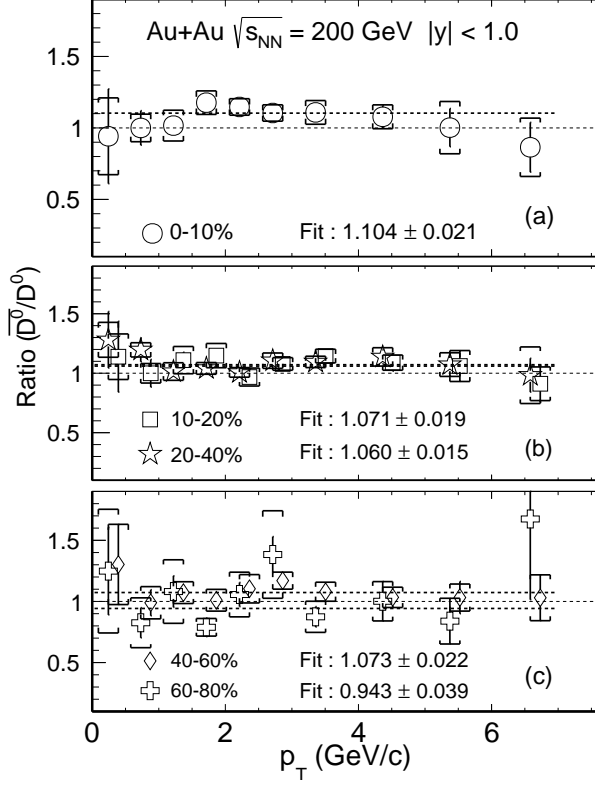 Au+Au √s_NN = 200 GeV |y| < 1.0
1.5
1
0.5
0-10%
Fit : 1.104 ± 0.021
(a)
Ratio (D̅⁰/D⁰)
1.5
1
0.5
10-20%
Fit : 1.071 ± 0.019
20-40%
Fit : 1.060 ± 0.015
(b)
1.5
1
0.5
40-60%
Fit : 1.073 ± 0.022
60-80%
Fit : 0.943 ± 0.039
(c)
0 2 4 6
p_T (GeV/c)